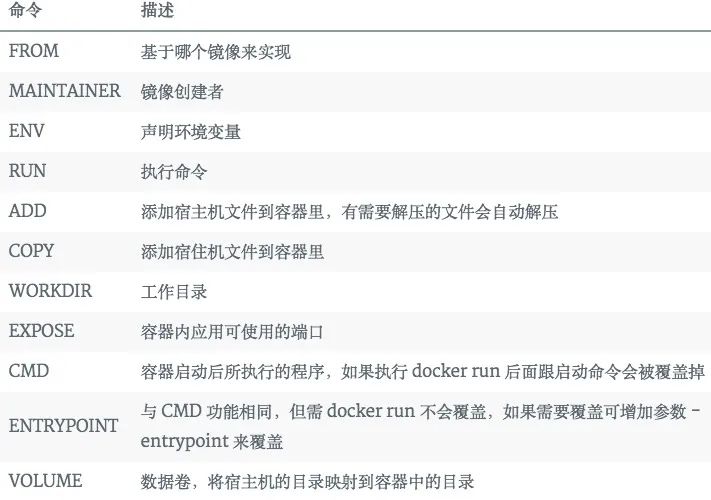 命令 描述
FROM 基于哪个镜像来实现
MAINTAINER 镜像创建者
ENV 声明环境变量
RUN 执行命令
ADD 添加宿主机文件到容器里，有需要解压的文件会自动解压
COPY 添加宿住机文件到容器里
WORKDIR 工作目录
EXPOSE 容器内应用可使用的端口
CMD 容器启动后所执行的程序，如果执行 docker run 后面跟启动命令会被覆盖掉
ENTRYPOINT 与 CMD 功能相同，但需 docker run 不会覆盖，如果需要覆盖可增加参数 –
entrypoint 来覆盖
VOLUME 数据卷，将宿主机的目录映射到容器中的目录